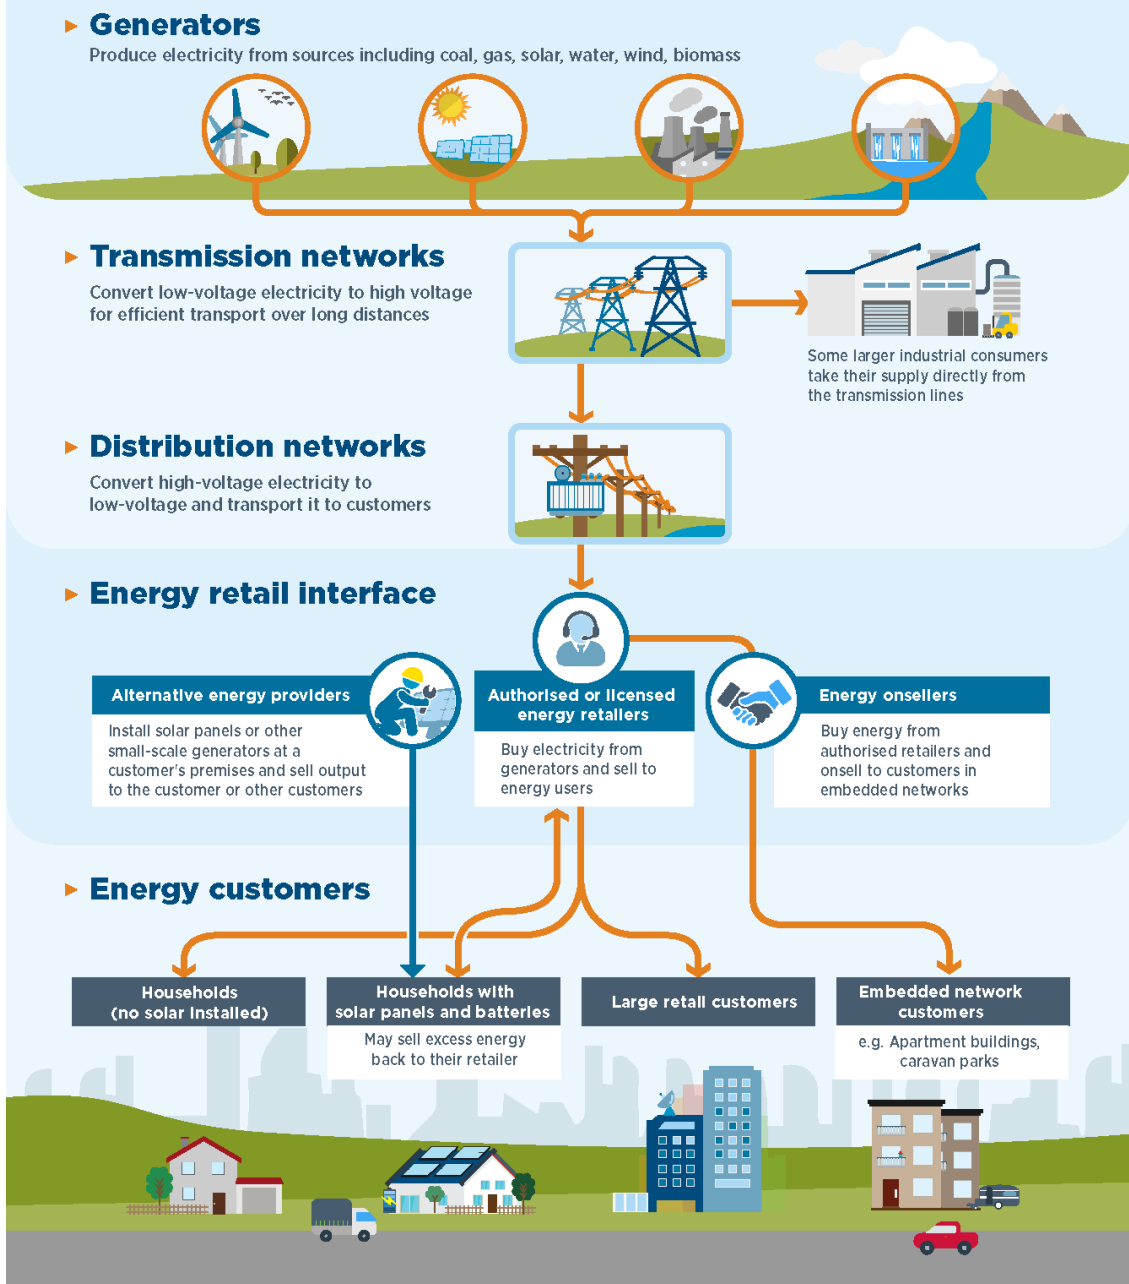 Generators
Produce electricity from sources including coal, gas, solar, water, wind, biomass
Transmission networks
Convert low-voltage electricity to high voltage
for efficient transport over long distances
Some larger industrial consumers
take their supply directly from
the transmission lines
Distribution networks
Convert high-voltage electricity to
low-voltage and transport it to customers
Energy retail interface
Alternative energy providers
Install solar panels or other
small-scale generators at a
customer's premises and sell output
to the customer or other customers
Authorised or licensed
energy retailers
Buy electricity from
generators and sell to
energy users
Energy onsellers
Buy energy from
authorised retailers and
onsell to customers in
embedded networks
Energy customers
Households
(no solar installed)
Households with
solar panels and batteries
May sell excess energy
back to their retailer
Large retail customers
Embedded network
customers
e.g. Apartment buildings,
caravan parks